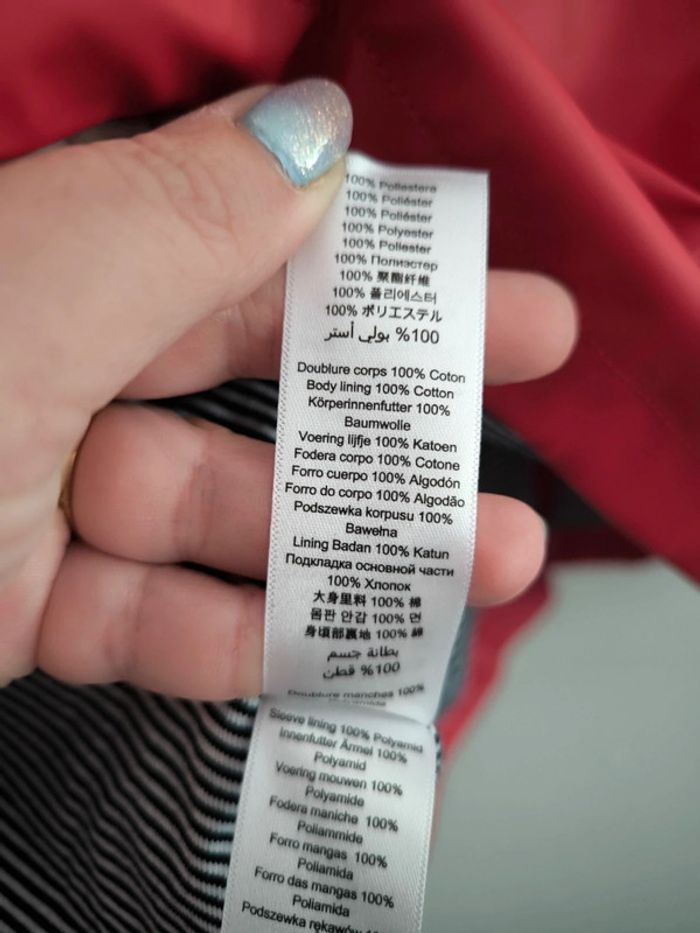 100% Poliestere
100% Poliéster
100% Poliéster
100% Polyester
100% Poliester
100% Полиэстер
100% 聚酯纤维
100% 폴리에스터
100% ポリエステル
%100 بولي أستر
Doublure corps 100% Coton
Body lining 100% Cotton
Körperinnenfutter 100%
Baumwolle
Voering lijfje 100% Katoen
Fodera corpo 100% Cotone
Forro cuerpo 100% Algodón
Forro do corpo 100% Algodão
Podszewka korpusu 100%
Bawełna
Lining Badan 100% Katun
Подкладка основной части
100% Хлопок
大身里料 100% 棉
몸판 안감 100% 면
身頃部裏地 100% 綿
بطانة جسم
%100 قطن
Doublure manches 100%
Sleeve lining 100% Polyamid
Innenfutter Ärmel 100%
Polyamid
Voering mouwen 100%
Polyamide
Fodera maniche 100%
Poliammide
Forro mangas 100%
Poliamida
Forro das mangas 100%
Poliamida
Podszewka rękawów 100%